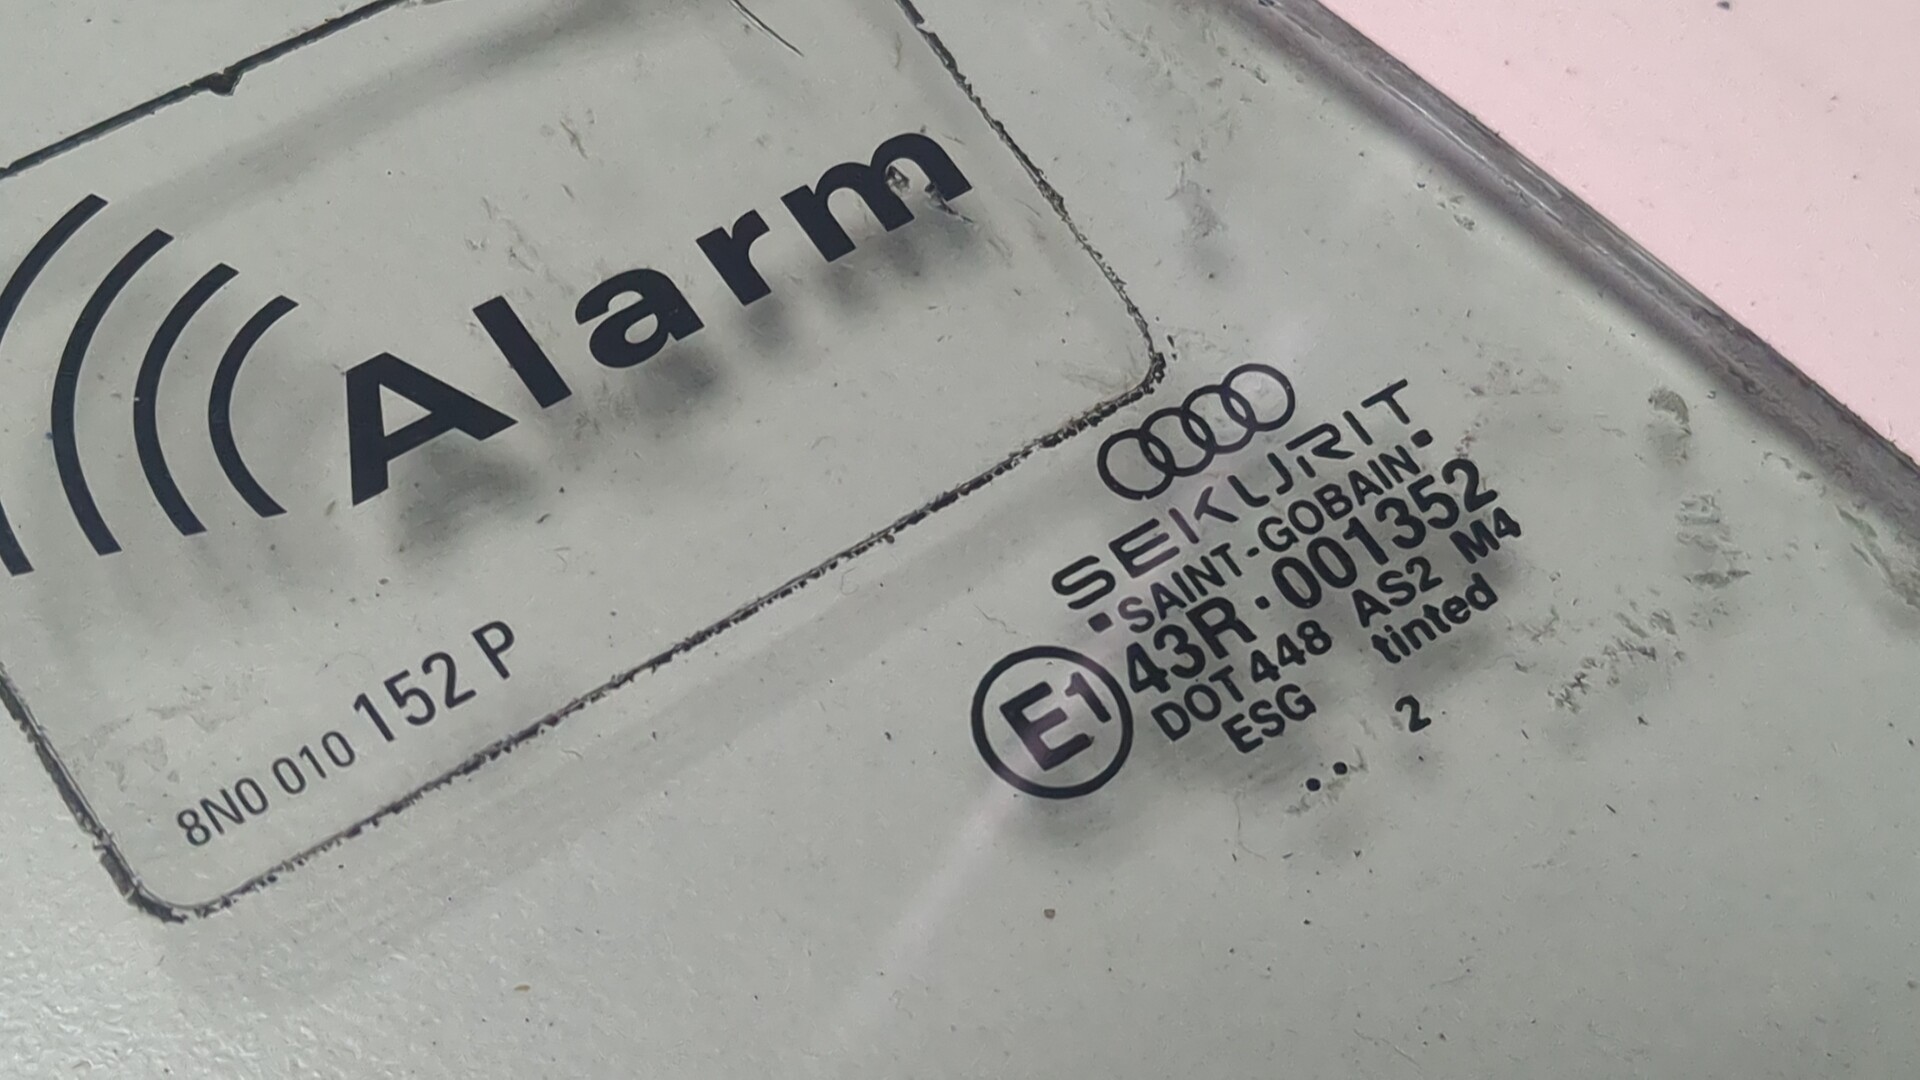 Alarm
8N0 010 152 P
SEKURIT
•SAINT-GOBAIN•
E1 43R·001352
DOT 448 AS2 M4
ESG tinted
.. 2